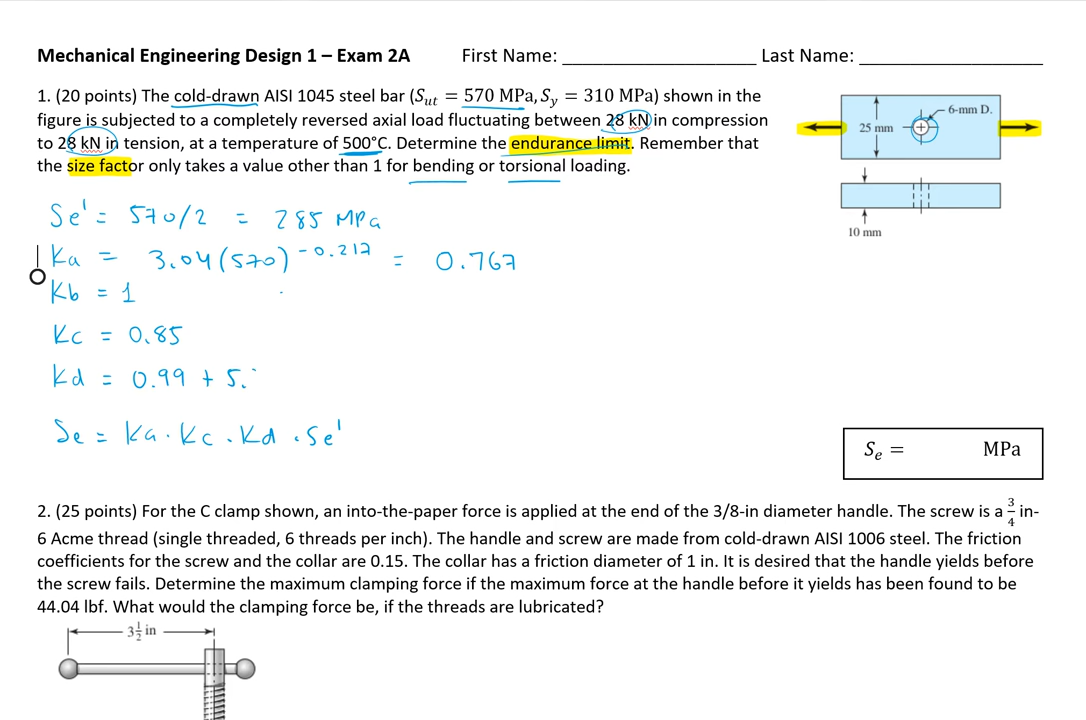 Mechanical Engineering Design 1 – Exam 2A First Name: ____________________ Last Name: ___________________
1. (20 points) The cold-drawn AISI 1045 steel bar (Sut = 570 MPa, Sy = 310 MPa) shown in the
figure is subjected to a completely reversed axial load fluctuating between 28 kN in compression
to 28 kN in tension, at a temperature of 500°C. Determine the endurance limit. Remember that
the size factor only takes a value other than 1 for bending or torsional loading.
6-mm D.
25 mm
10 mm
Se' = 570/2 = 285 MPa
Ka = 3.04(570)^-0.217 = 0.767
Kb = 1
Kc = 0.85
Kd = 0.99 + 5.
Se = Ka · Kc · Kd · Se'
Se = MPa
2. (25 points) For the C clamp shown, an into-the-paper force is applied at the end of the 3/8-in diameter handle. The screw is a 3/4 in-
6 Acme thread (single threaded, 6 threads per inch). The handle and screw are made from cold-drawn AISI 1006 steel. The friction
coefficients for the screw and the collar are 0.15. The collar has a friction diameter of 1 in. It is desired that the handle yields before
the screw fails. Determine the maximum clamping force if the maximum force at the handle before it yields has been found to be
44.04 lbf. What would the clamping force be, if the threads are lubricated?
3 1/2 in